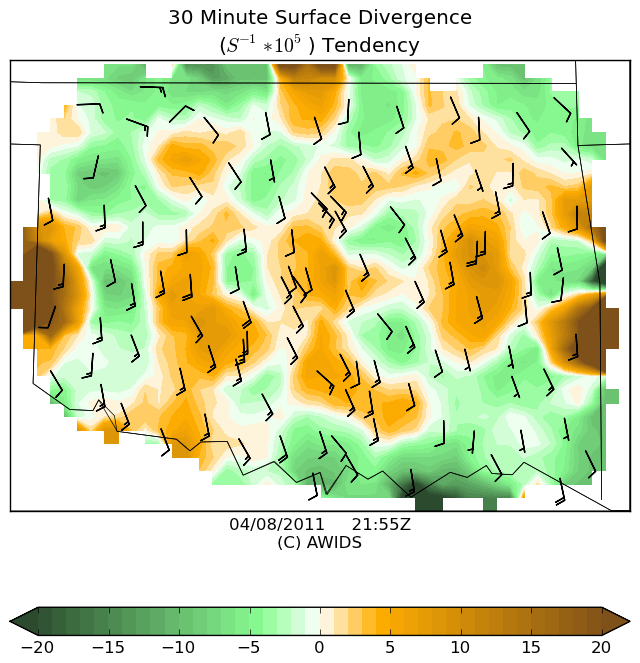 30 Minute Surface Divergence
(S⁻¹ * 10⁵ ) Tendency
04/08/2011 21:55Z
(C) AWIDS
−20 −15 −10 −5 0 5 10 15 20